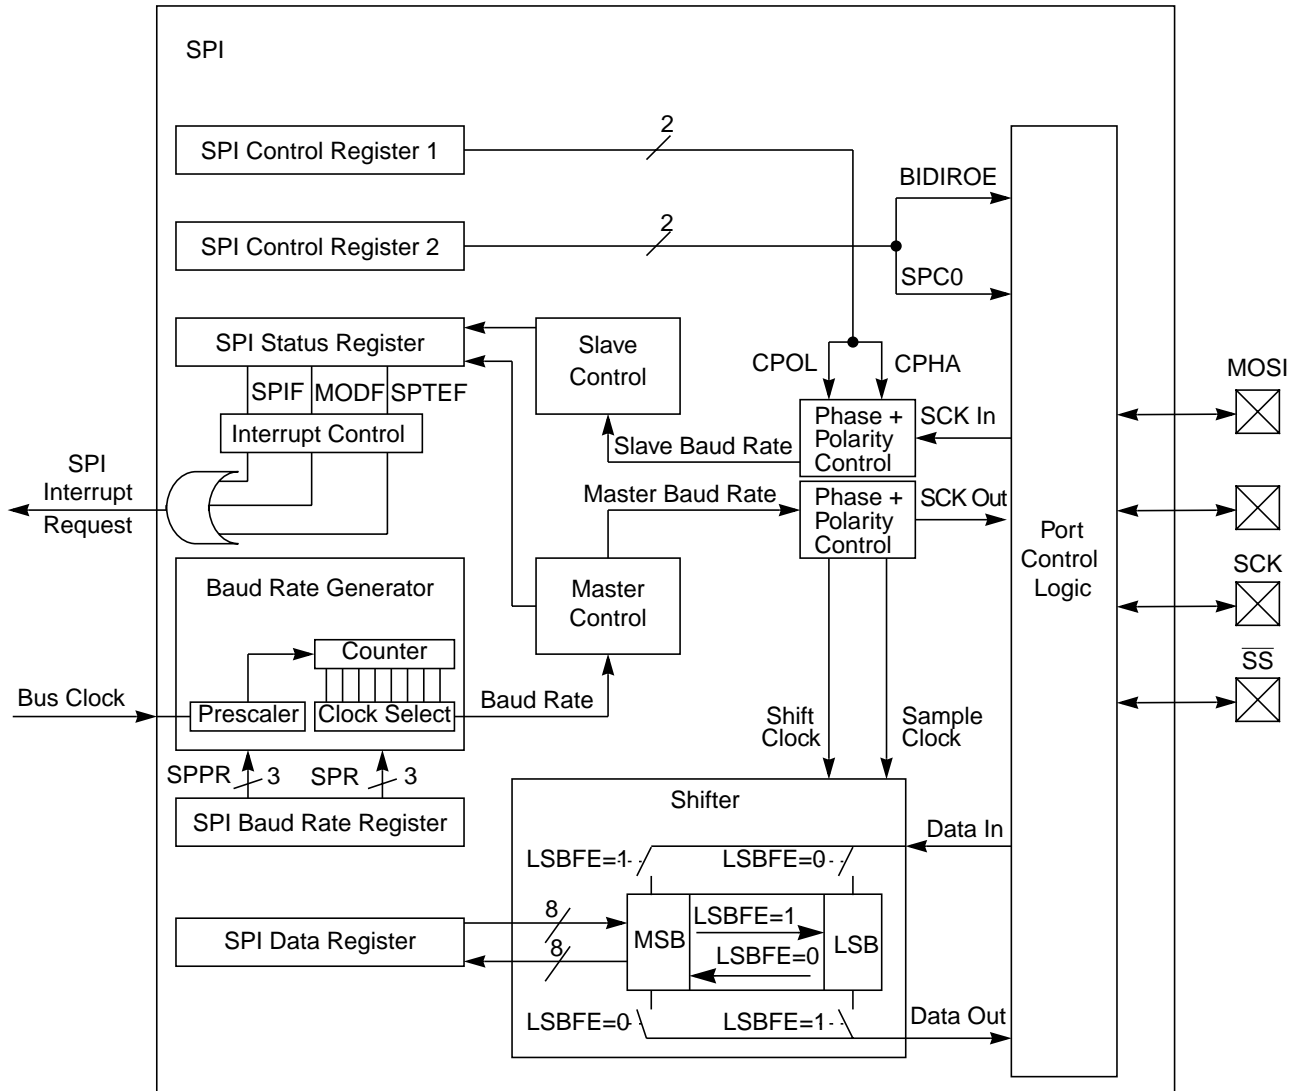 SPI
SPI Control Register 1
2
BIDIROE
SPI Control Register 2
2
SPC0
SPI Status Register
Slave
Control
CPOL
CPHA
MOSI
SPIF
MODF
SPTEF
Interrupt Control
Phase +
Polarity
Control
SCK In
Slave Baud Rate
SPI
Interrupt
Request
Master Baud Rate
Phase +
Polarity
Control
SCK Out
Port
Control
Logic
SCK
Baud Rate Generator
Master
Control
Counter
SS
Bus Clock
Prescaler
Clock Select
Baud Rate
Shift
Clock
Sample
Clock
SPPR
3
SPR
3
SPI Baud Rate Register
Shifter
Data In
LSBFE=1
LSBFE=0
SPI Data Register
8
8
MSB
LSBFE=1
LSBFE=0
LSB
LSBFE=0
LSBFE=1
Data Out